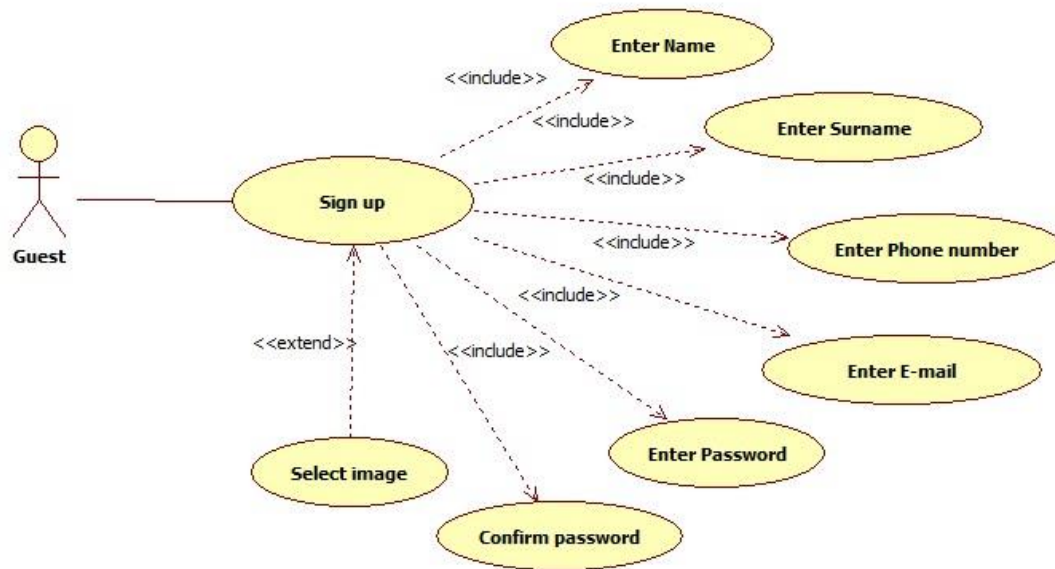 Enter Name
<<include>>
<<include>>
Enter Surname
<<include>>
Sign up
<<include>>
Enter Phone number
Guest
<<include>>
<<extend>>
<<include>>
Enter E-mail
Enter Password
Select image
Confirm password